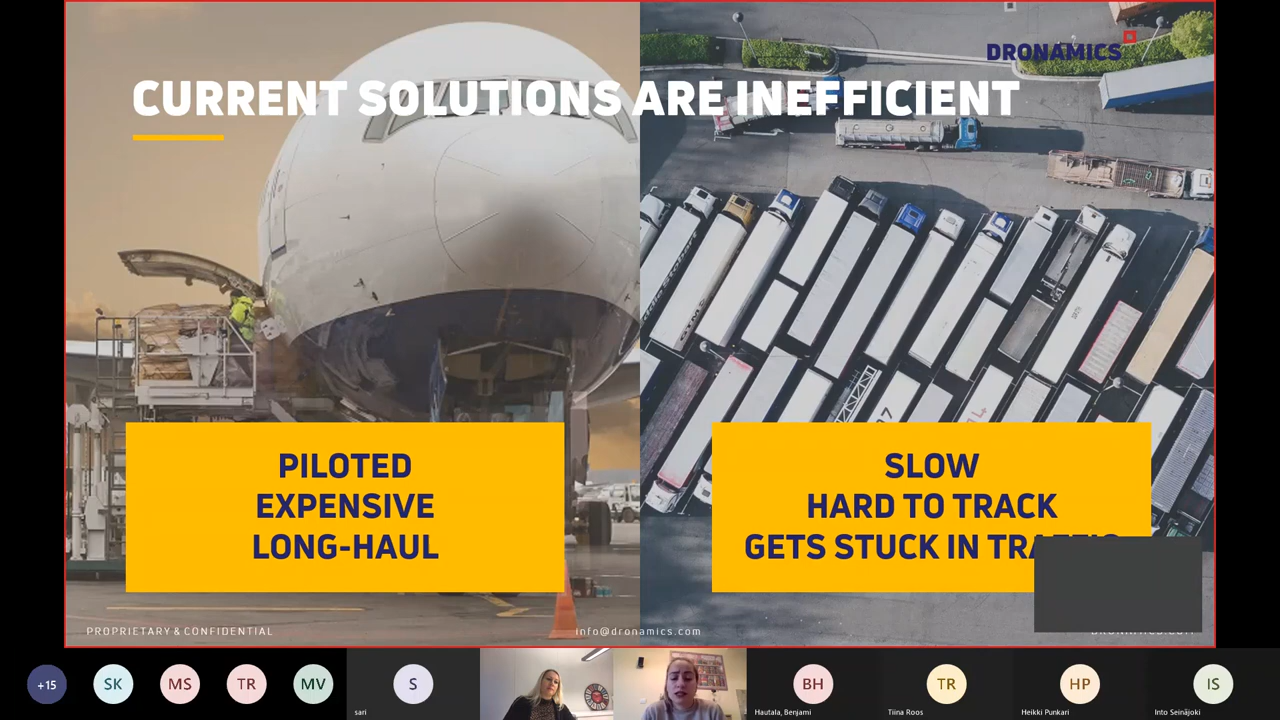 DRONAMICS
CURRENT SOLUTIONS ARE INEFFICIENT
PILOTED
EXPENSIVE
LONG-HAUL
SLOW
HARD TO TRACK
GETS STUCK IN
PROPRIETARY & CONFIDENTIAL
info@dronamics.com
+15
SK
MS
TR
MV
S
sari
BH
Hautala, Benjami
TR
Tiina Roos
HP
Heikki Punkari
IS
Into Seinäjoki